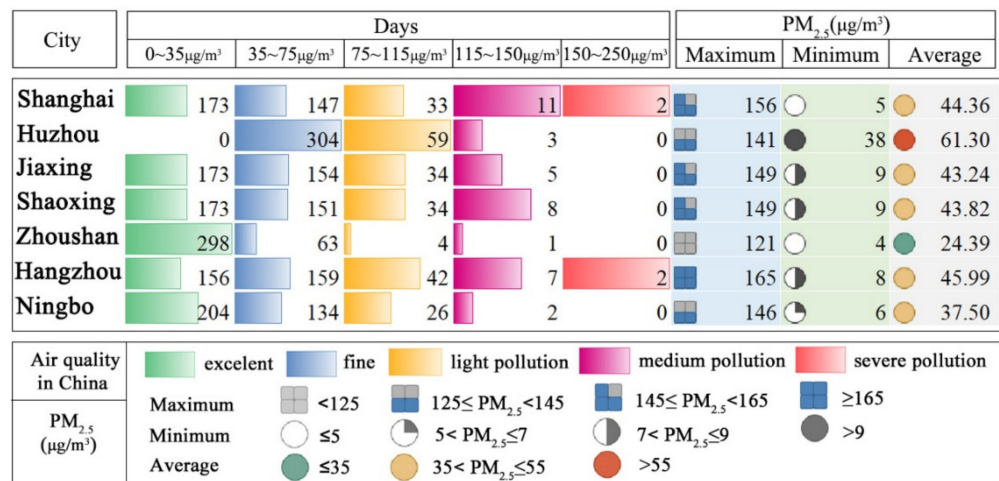 City Days PM2.5 (μg/m³)
0~35μg/m³ 35~75μg/m³ 75~115μg/m³ 115~150μg/m³ 150~250μg/m³ Maximum Minimum Average
Shanghai 173 147 33 11 2 156 5 44.36
Huzhou 0 304 59 3 0 141 38 61.30
Jiaxing 173 154 34 5 0 149 9 43.24
Shaoxing 173 151 34 8 0 149 9 43.82
Zhoushan 298 63 4 1 0 121 4 24.39
Hangzhou 156 159 42 7 2 165 8 45.99
Ningbo 204 134 26 2 0 146 6 37.50
Air quality in China excelent fine light pollution medium pollution severe pollution
PM2.5 (μg/m³)
Maximum <125 125≤ PM2.5<145 145≤ PM2.5<165 ≥165
Minimum ≤5 5< PM2.5≤7 7< PM2.5≤9 >9
Average ≤35 35< PM2.5≤55 >55